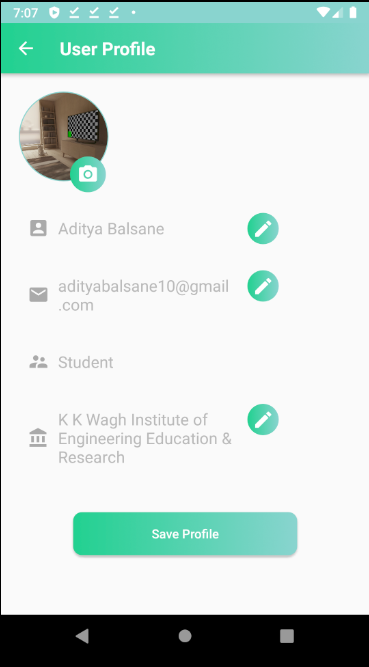 7:07
User Profile
Aditya Balsane
adityabalsane10@gmail
.com
Student
K K Wagh Institute of
Engineering Education &
Research
Save Profile